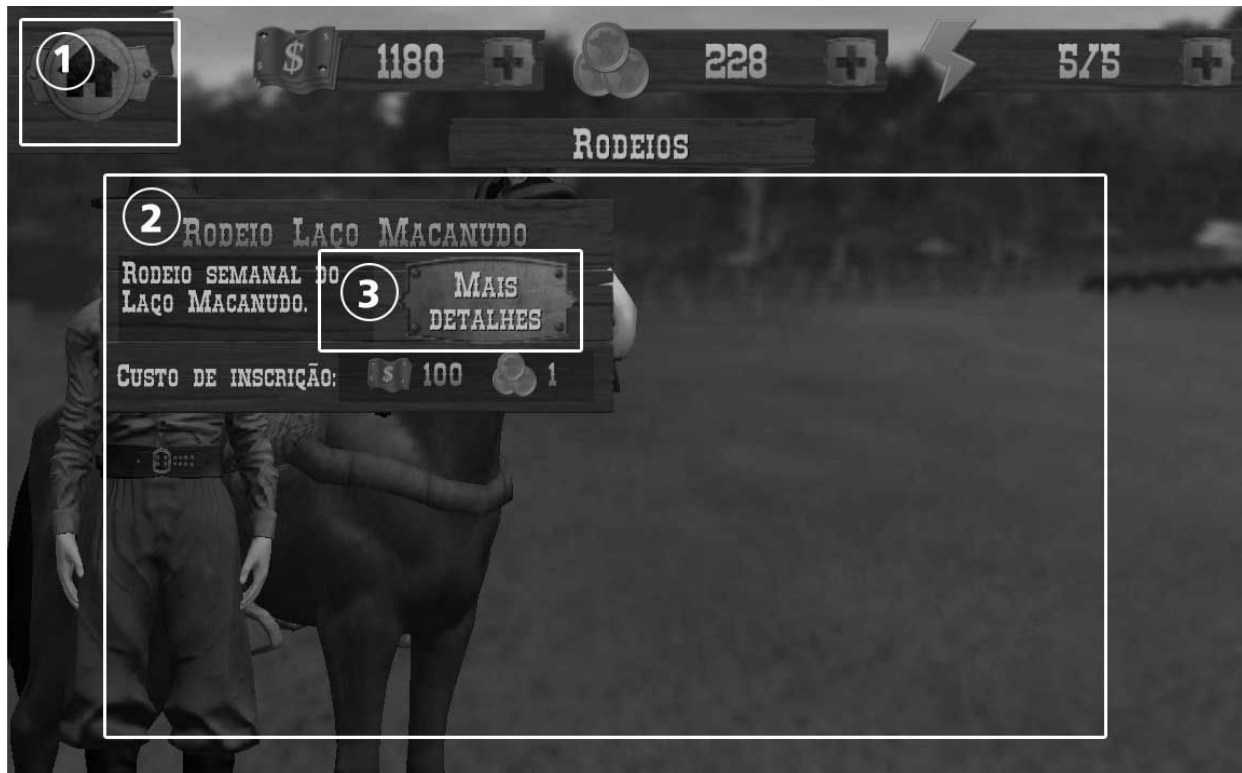 1
$ 1180
228
5/5
RODEIOS
2
RODEIO LAÇO MACANUDO
RODEIO SEMANAL DO
LAÇO MACANUDO.
3
MAIS
DETALHES
CUSTO DE INSCRIÇÃO: $ 100 1